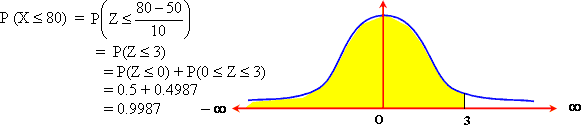 P (X ≤ 80) = P(Z ≤ (80 – 50)/10)
= P(Z ≤ 3)
= P(Z ≤ 0) + P(0 ≤ Z ≤ 3)
= 0.5 + 0.4987
= 0.9987
– ∞ ∞
0 3